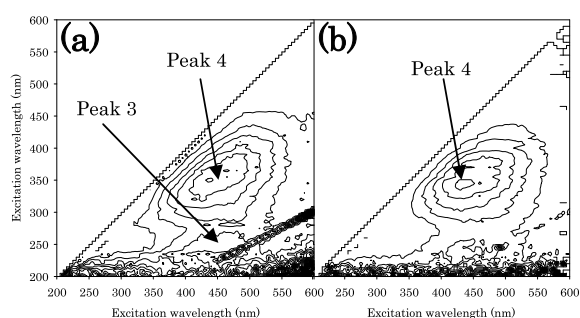 (a)
(b)
Peak 4
Peak 3
Peak 4
Excitation wavelength (nm)
600
550
500
450
400
350
300
250
200
200 250 300 350 400 450 500 550 600
250 300 350 400 450 500 550 600
Excitation wavelength (nm)
Excitation wavelength (nm)